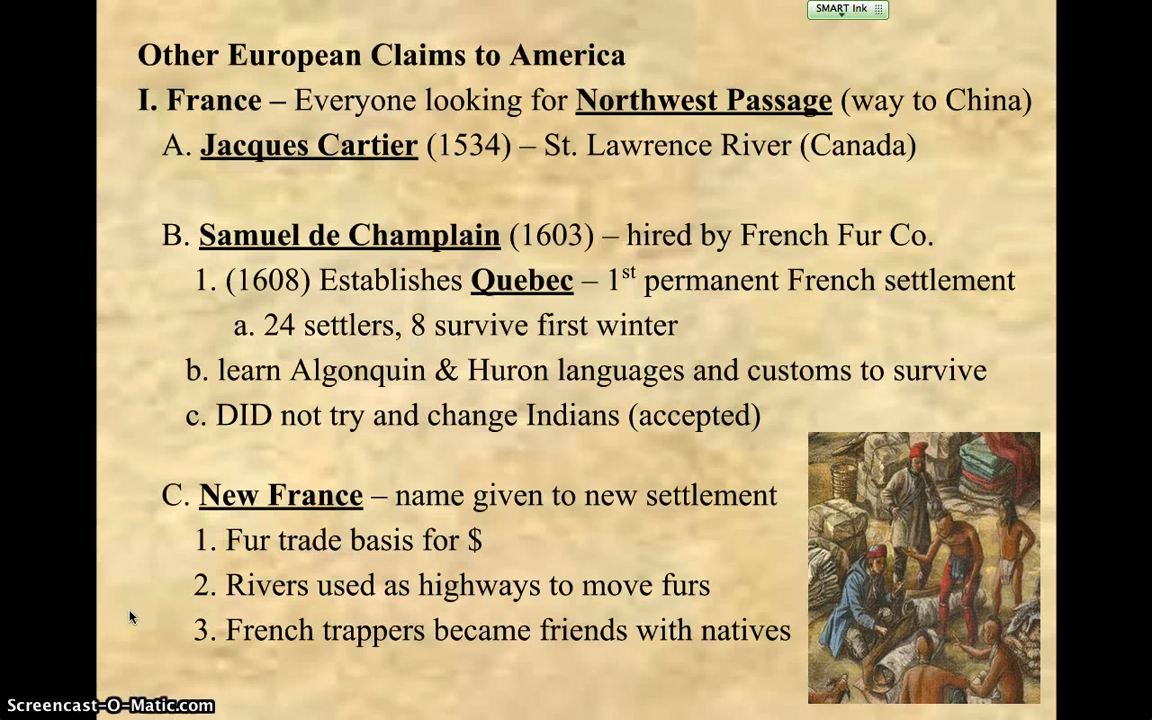 SMART Ink
Other European Claims to America
I. France – Everyone looking for Northwest Passage (way to China)
A. Jacques Cartier (1534) – St. Lawrence River (Canada)
B. Samuel de Champlain (1603) – hired by French Fur Co.
1. (1608) Establishes Quebec – 1st permanent French settlement
a. 24 settlers, 8 survive first winter
b. learn Algonquin & Huron languages and customs to survive
c. DID not try and change Indians (accepted)
C. New France – name given to new settlement
1. Fur trade basis for $
2. Rivers used as highways to move furs
3. French trappers became friends with natives
Screencast-O-Matic.com